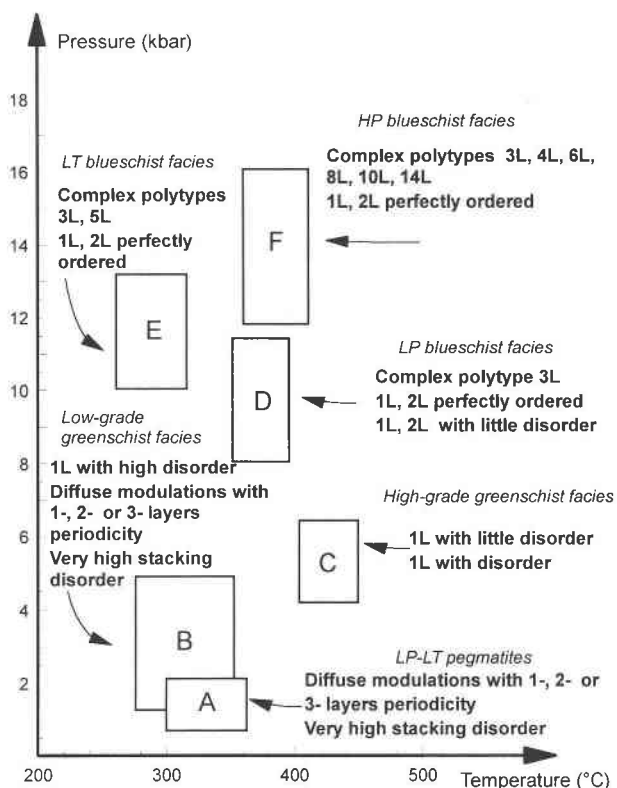 Pressure (kbar)
18
HP blueschist facies
LT blueschist facies
Complex polytypes 3L, 4L, 6L,
8L, 10L, 14L
1L, 2L perfectly ordered
16
Complex polytypes
3L, 5L
1L, 2L perfectly
ordered
14
F
12
E
LP blueschist facies
Complex polytype 3L
1L, 2L perfectly ordered
1L, 2L with little disorder
10
D
Low-grade
greenschist facies
8
1L with high disorder
Diffuse modulations with
1-, 2- or 3- layers
periodicity
Very high stacking
disorder
High-grade greenschist facies
1L with little disorder
1L with disorder
6
C
4
B
LP-LT pegmatites
Diffuse modulations with 1-, 2- or
3- layers periodicity
Very high stacking disorder
2
A
200
300
400
500
Temperature (°C)